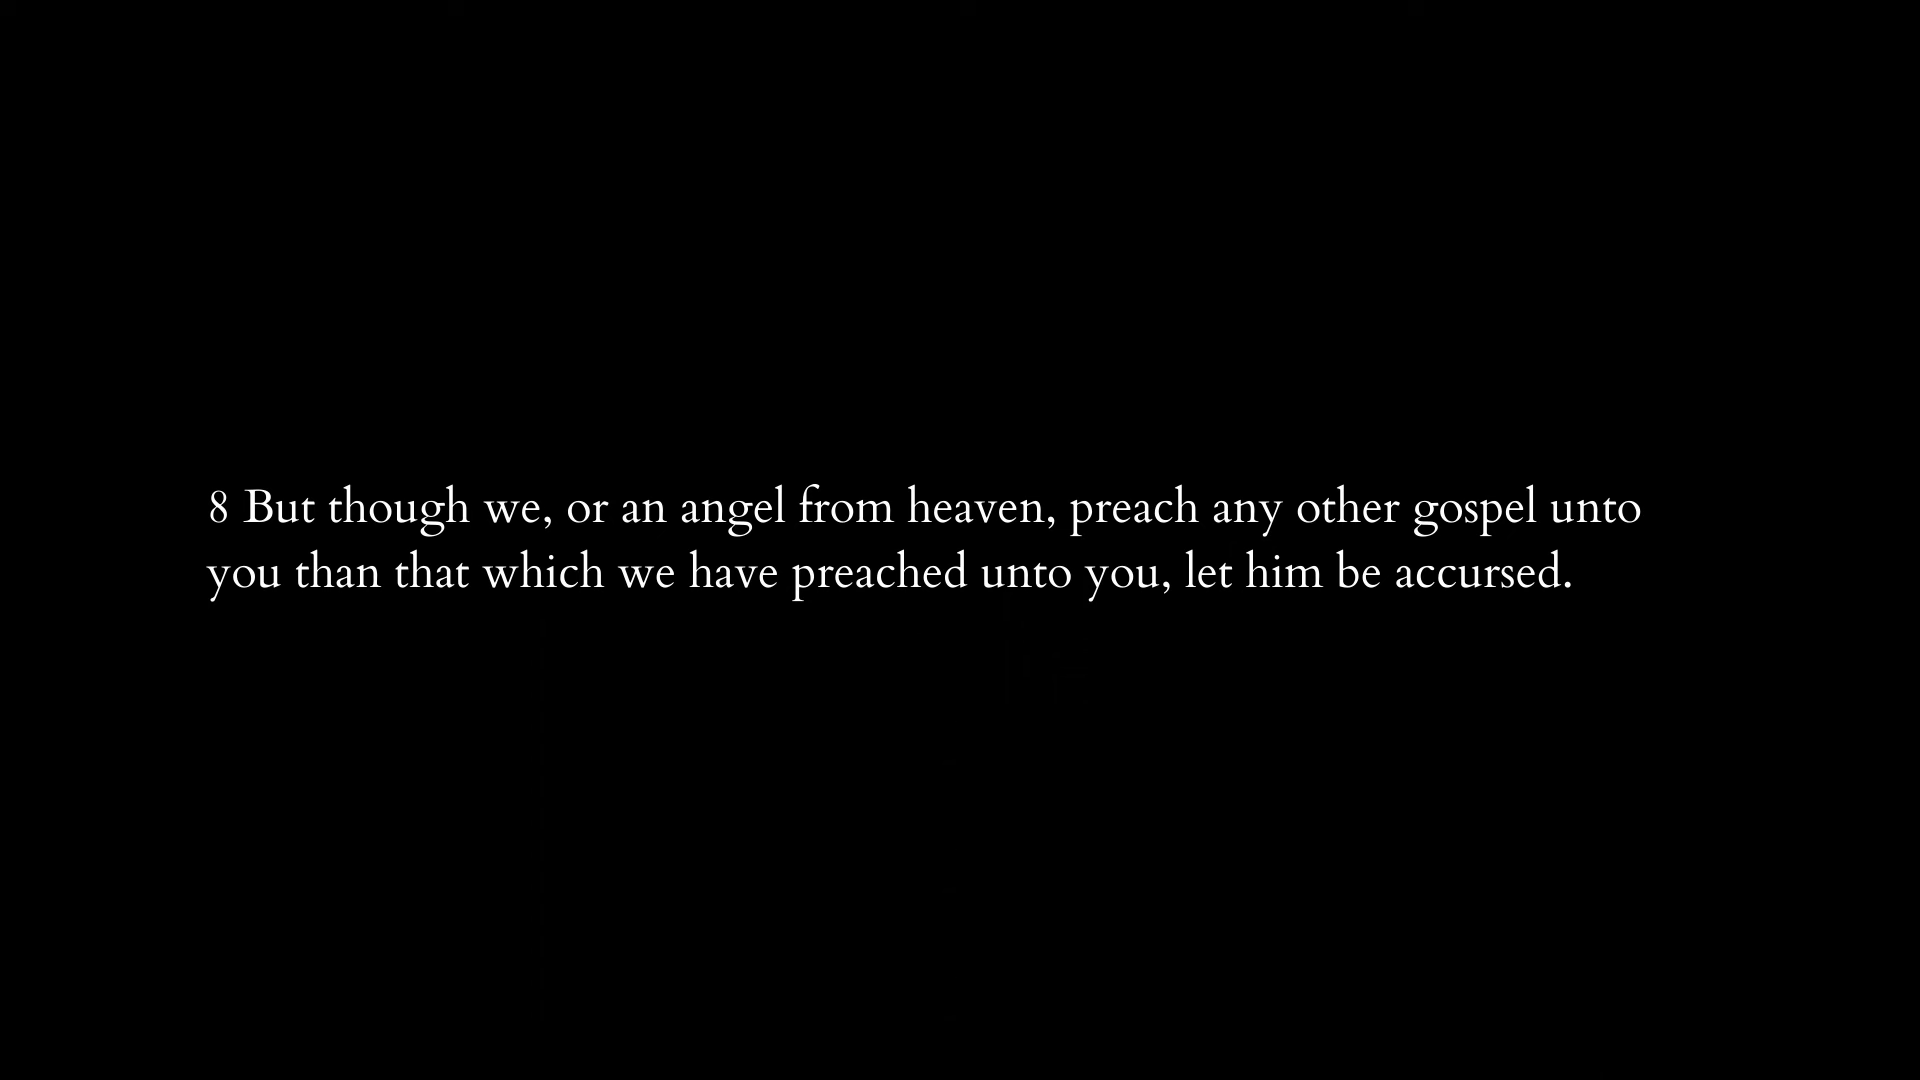 8 But though we, or an angel from heaven, preach any other gospel unto
you than that which we have preached unto you, let him be accursed.